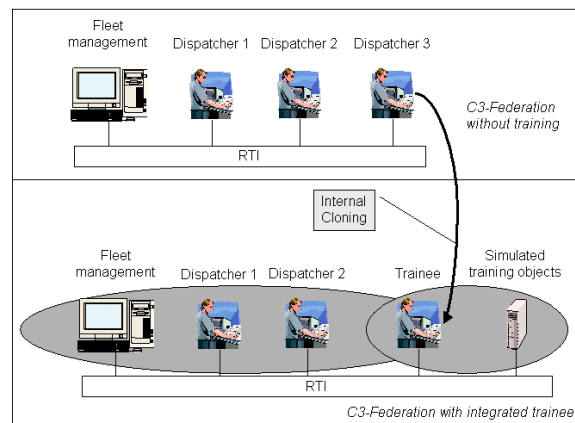 Fleet
management
Dispatcher 1
Dispatcher 2
Dispatcher 3
C3-Federation
without training
RTI
Internal
Cloning
Fleet
management
Dispatcher 1
Dispatcher 2
Trainee
Simulated
training objects
RTI
C3-Federation with integrated trainee